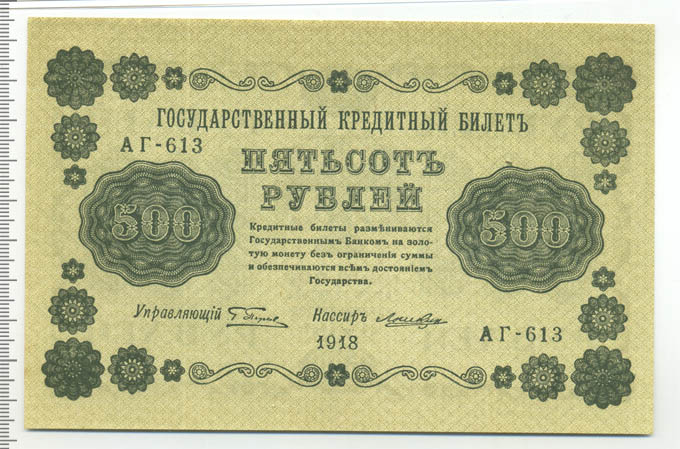 ГОСУДАРСТВЕННЫЙ КРЕДИТНЫЙ БИЛЕТЪ
АГ-613
ПЯТЬСОТЪ
РУБЛЕЙ
500
500
Кредитные билеты размѣниваются
Государственнымъ Банкомъ на золо-
тую монету безъ ограниченія суммы
и обезпечиваются всѣмъ достояніемъ
Государства.
Управляющій
Кассиръ
АГ-613
1918